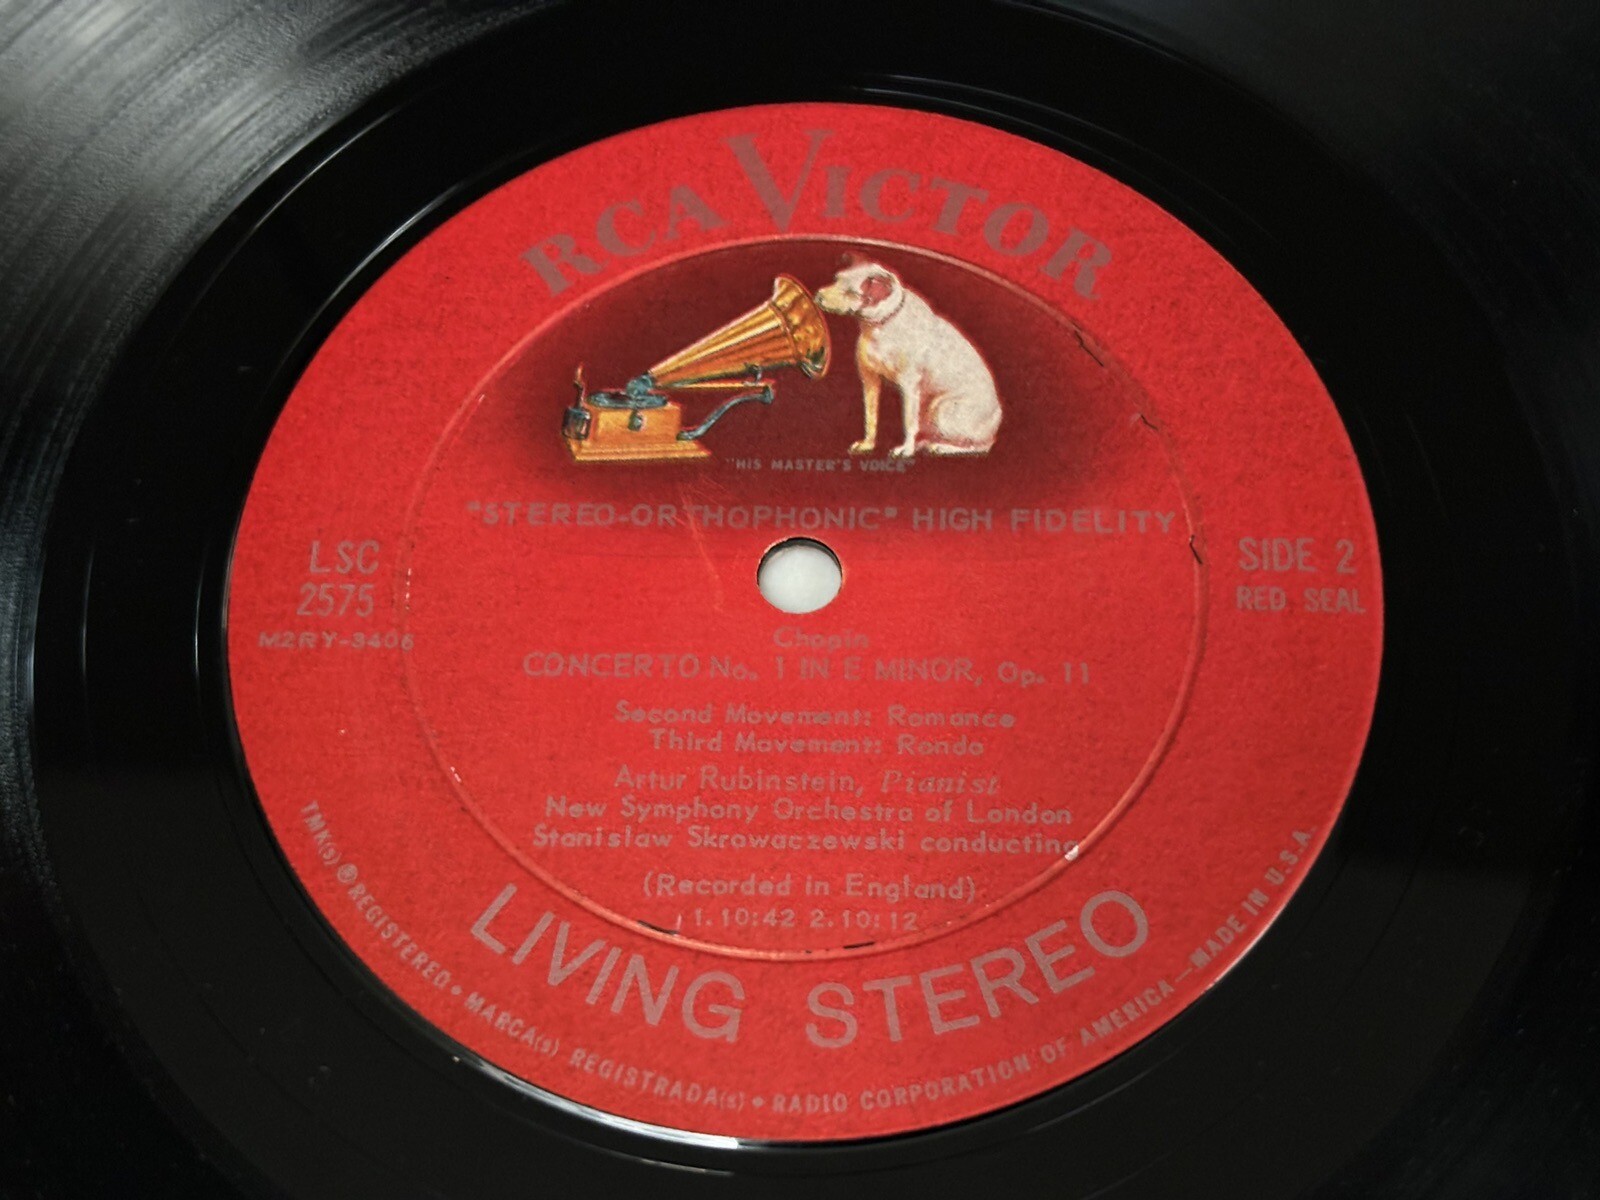 RCA VICTOR
"HIS MASTER'S VOICE"
"STEREO-ORTHOPHONIC" HIGH FIDELITY
LSC
2575
M2RY-3406
SIDE 2
RED SEAL
Chopin
CONCERTO No. 1 IN E MINOR, Op. 11
Second Movement: Romance
Third Movement: Rondo
Artur Rubinstein, Pianist
New Symphony Orchestra of London
Stanislaw Skrowaczewski conducting
(Recorded in England)
1. 10:42 2. 10:12
LIVING STEREO
TMK(s) ® REGISTERED • MARCA(s) REGISTRADA(s) • RADIO CORPORATION OF AMERICA—MADE IN U.S.A.